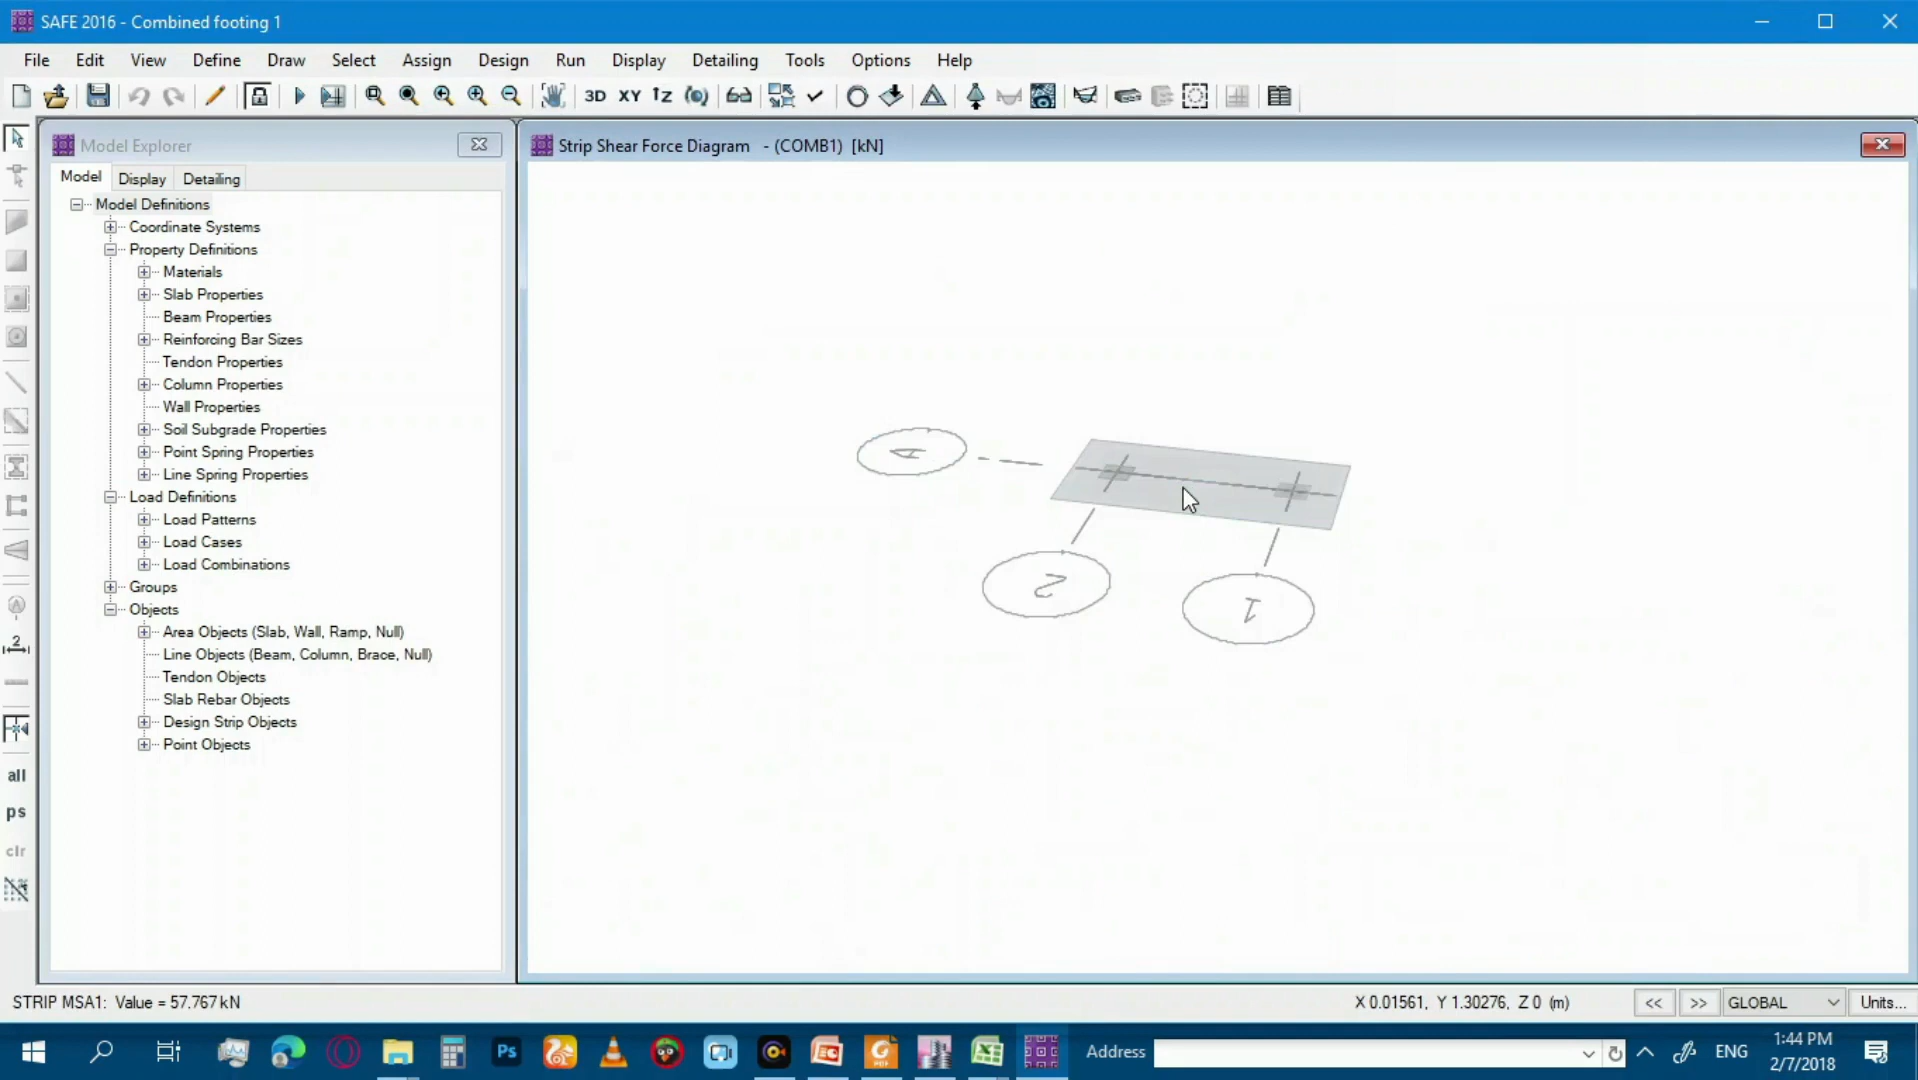 SAFE 2016 - Combined footing 1
File Edit View Define Draw Select Assign Design Run Display Detailing Tools Options Help
3D XY
Model Explorer
Model Display Detailing
Model Definitions
Coordinate Systems
Property Definitions
Materials
Slab Properties
Beam Properties
Reinforcing Bar Sizes
Tendon Properties
Column Properties
Wall Properties
Soil Subgrade Properties
Point Spring Properties
Line Spring Properties
Load Definitions
Load Patterns
Load Cases
Load Combinations
Groups
Objects
Area Objects (Slab, Wall, Ramp, Null)
Line Objects (Beam, Column, Brace, Null)
Tendon Objects
Slab Rebar Objects
Design Strip Objects
Point Objects
2
all
ps
clr
Strip Shear Force Diagram - (COMB1) [kN]
A
2
1
STRIP MSA1: Value = 57.767 kN
X 0.01561, Y 1.30276, Z 0 (m)
<< >> GLOBAL Units...
Ps
Address
ENG
1:44 PM
2/7/2018